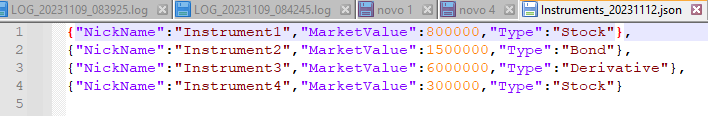 LOG_20231109_083925.log LOG_20231109_084245.log novo 1 novo 4 Instruments_20231112.json
1 {"NickName":"Instrument1","MarketValue":800000,"Type":"Stock"},
2 {"NickName":"Instrument2","MarketValue":1500000,"Type":"Bond"},
3 {"NickName":"Instrument3","MarketValue":6000000,"Type":"Derivative"},
4 {"NickName":"Instrument4","MarketValue":300000,"Type":"Stock"}
5